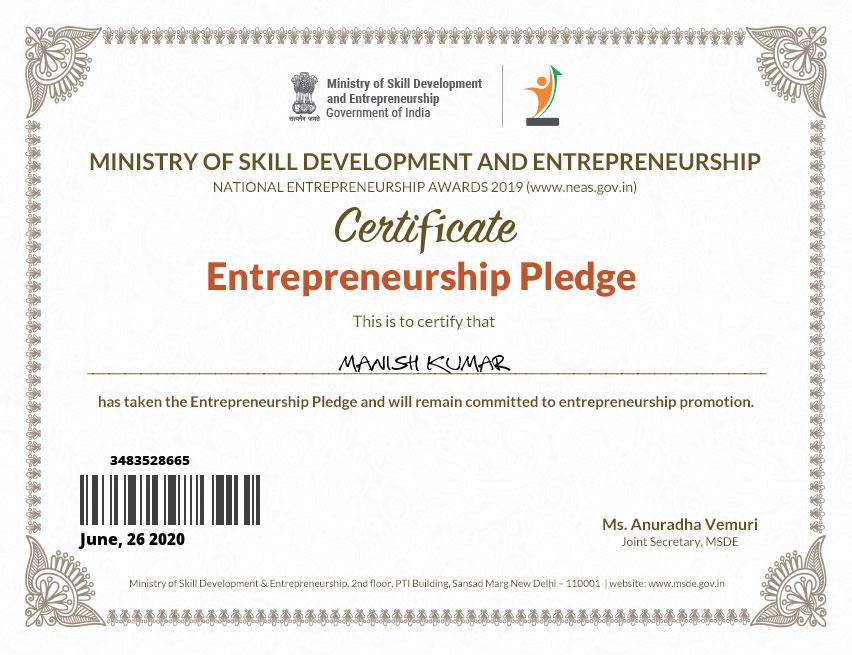 Ministry of Skill Development
and Entrepreneurship
Government of India
सत्यमेव जयते
MINISTRY OF SKILL DEVELOPMENT AND ENTREPRENEURSHIP
NATIONAL ENTREPRENEURSHIP AWARDS 2019 (www.neas.gov.in)
Certificate
Entrepreneurship Pledge
This is to certify that
MANISH KUMAR
has taken the Entrepreneurship Pledge and will remain committed to entrepreneurship promotion.
3483528665
June, 26 2020
Ms. Anuradha Vemuri
Joint Secretary, MSDE
Ministry of Skill Development & Entrepreneurship, 2nd floor, PTI Building, Sansad Marg New Delhi – 110001 | website: www.msde.gov.in